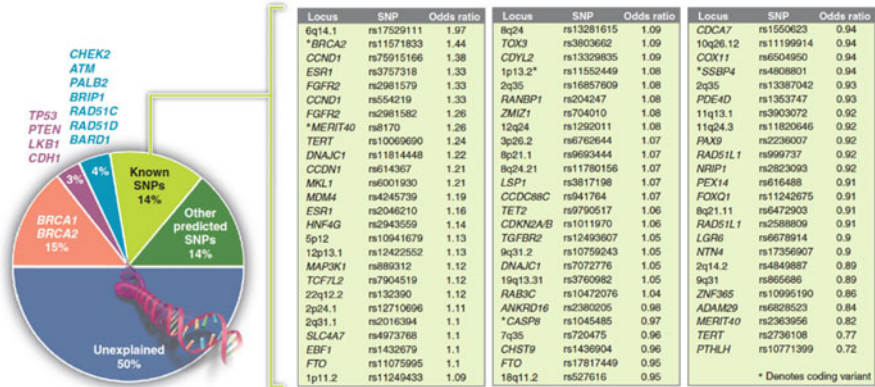 CHEK2
ATM
PALB2
BRIP1
RAD51C
RAD51D
BARD1
TP53
PTEN
LKB1
CDH1
3%
4%
Known
SNPs
14%
BRCA1
BRCA2
15%
Other
predicted
SNPs
14%
Unexplained
50%
Locus SNP Odds ratio
6q14.1 rs17529111 1.97
*BRCA2 rs11571833 1.44
CCND1 rs75915166 1.38
ESR1 rs3757318 1.33
FGFR2 rs2981579 1.33
CCND1 rs554219 1.33
FGFR2 rs2981582 1.26
*MERIT40 rs8170 1.26
TERT rs10069690 1.24
DNAJC1 rs11814448 1.22
CCDN1 rs614367 1.21
MKL1 rs6001930 1.21
MDM4 rs4245739 1.19
ESR1 rs2046210 1.16
HNF4G rs2943559 1.14
5p12 rs10941679 1.13
12p13.1 rs12422552 1.13
MAP3K1 rs889312 1.12
TCF7L2 rs7904519 1.12
22q12.2 rs132390 1.12
2p24.1 rs12710696 1.11
2q31.1 rs2016394 1.1
SLC4A7 rs4973768 1.1
EBF1 rs1432679 1.1
FTO rs11075995 1.1
1p11.2 rs11249433 1.09
Locus SNP Odds ratio
8q24 rs13281615 1.09
TOX3 rs3803662 1.09
CDYL2 rs13329835 1.09
1p13.2* rs11552449 1.08
2q35 rs16857609 1.08
RANBP1 rs204247 1.08
ZMIZ1 rs704010 1.08
12q24 rs1292011 1.08
3p26.2 rs6762644 1.07
8p21.1 rs9693444 1.07
8q24.21 rs11780156 1.07
LSP1 rs3817198 1.07
CCDC88C rs941764 1.07
TET2 rs9790517 1.06
CDKN2A/B rs1011970 1.06
TGFBR2 rs12493607 1.05
9q31.2 rs10759243 1.05
DNAJC1 rs7072776 1.05
19q13.31 rs3760982 1.05
RAB3C rs10472076 1.04
ANKRD16 rs2380205 0.98
*CASP8 rs1045485 0.97
7q35 rs720475 0.96
CHST9 rs1436904 0.96
FTO rs17817449 0.95
18q11.2 rs527616 0.95
Locus SNP Odds ratio
CDCA7 rs1550623 0.94
10q26.12 rs11199914 0.94
COX11 rs6504950 0.94
*SSBP4 rs4808801 0.94
2q35 rs13387042 0.93
PDE4D rs1353747 0.93
11q13.1 rs3903072 0.92
11q24.3 rs11820646 0.92
PAX9 rs2236007 0.92
RAD51L1 rs999737 0.92
NRIP1 rs2823093 0.92
PEX14 rs616488 0.91
FOXQ1 rs11242675 0.91
8q21.11 rs6472903 0.91
RAD51L1 rs2588809 0.91
LGR6 rs6678914 0.9
NTN4 rs17356907 0.9
2q14.2 rs4849887 0.89
9q31 rs865686 0.89
ZNF365 rs10995190 0.86
ADAM29 rs6828523 0.84
MERIT40 rs2363956 0.82
TERT rs2736108 0.77
PTHLH rs10771399 0.72
* Denotes coding variant